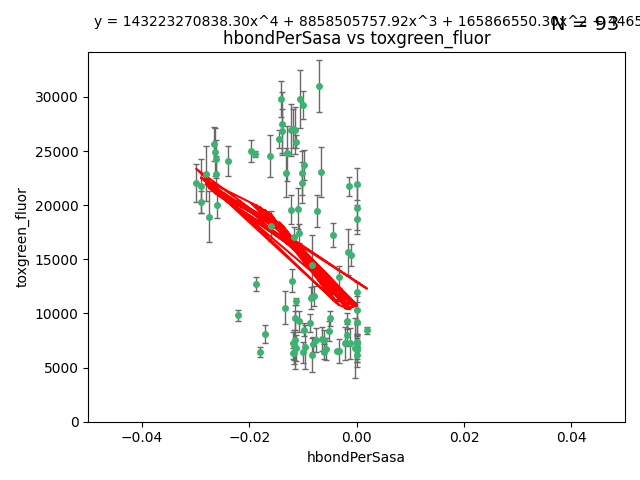 y = 143223270838.30x^4 + 8858505757.92x^3 + 165866550.30x^2 +
N = 93
hbondPerSasa vs toxgreen_fluor
30000
25000
20000
15000
10000
5000
0
toxgreen_fluor
−0.04 −0.02 0.00 0.02 0.04
hbondPerSasa